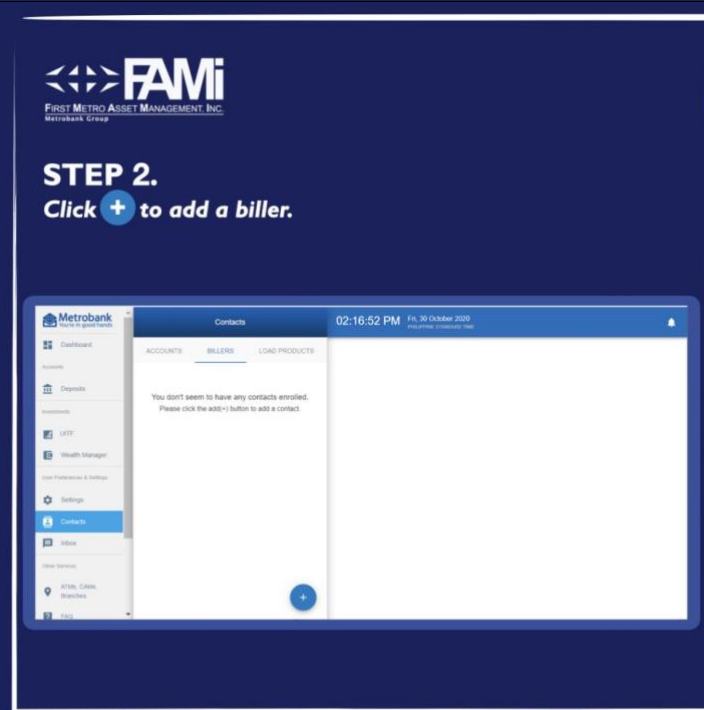 FAMi
FIRST METRO ASSET MANAGEMENT, INC.
Metrobank Group
STEP 2.
Click + to add a biller.
Metrobank
You're in good hands
Dashboard
Accounts
Deposits
Investments
UITF
Wealth Manager
User Preferences & Settings
Settings
Contacts
Inbox
Other Services
ATMs, CAMs,
Branches
FAQ
Contacts
ACCOUNTS BILLERS LOAD PRODUCTS
You don't seem to have any contacts enrolled.
Please click the add(+) button to add a contact.
+
02:16:52 PM Fri, 30 October 2020
PHILIPPINE STANDARD TIME